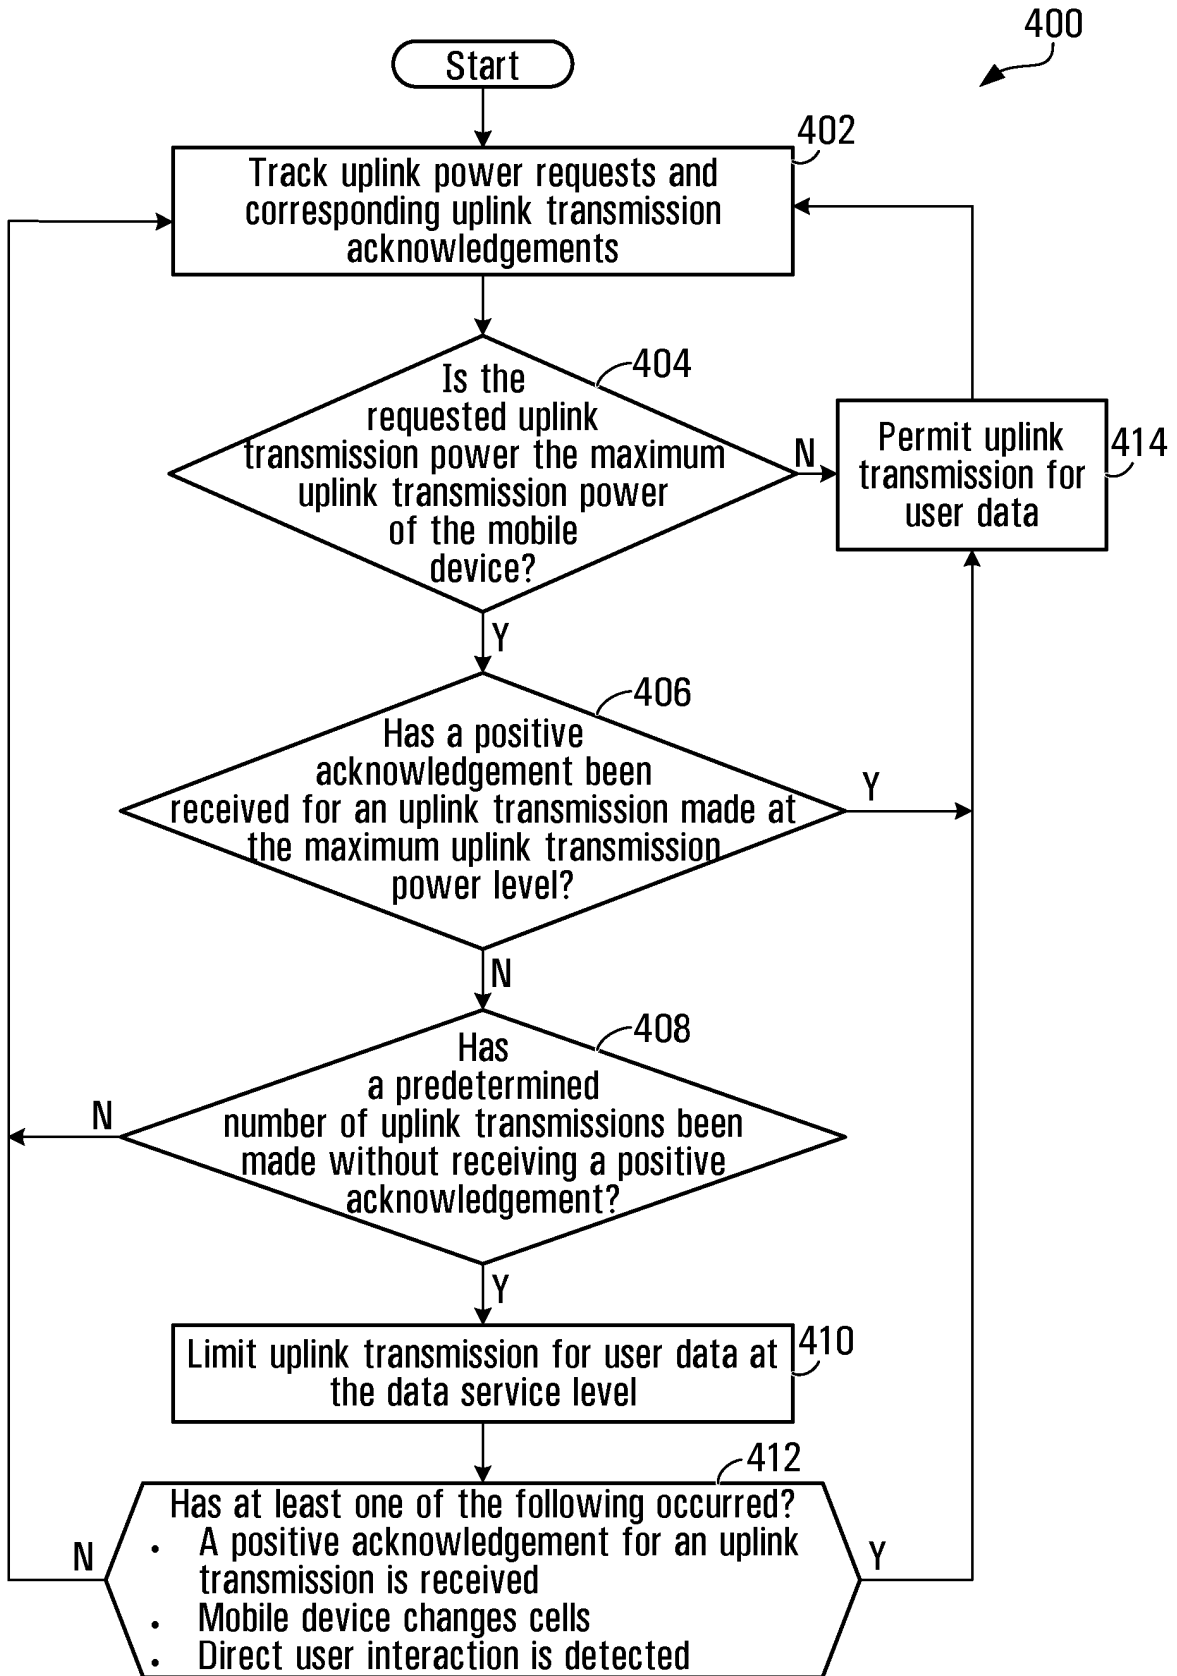 400
Start
402
Track uplink power requests and
corresponding uplink transmission
acknowledgements
404
Is the
requested uplink
transmission power the maximum
uplink transmission power
of the mobile
device?
N
Permit uplink
transmission for
user data
414
Y
406
Has a positive
acknowledgement been
received for an uplink transmission made at
the maximum uplink transmission
power level?
Y
N
408
Has
a predetermined
number of uplink transmissions been
made without receiving a positive
acknowledgement?
N
Y
410
Limit uplink transmission for user data at
the data service level
412
Has at least one of the following occurred?
• A positive acknowledgement for an uplink
transmission is received
• Mobile device changes cells
• Direct user interaction is detected
N
Y